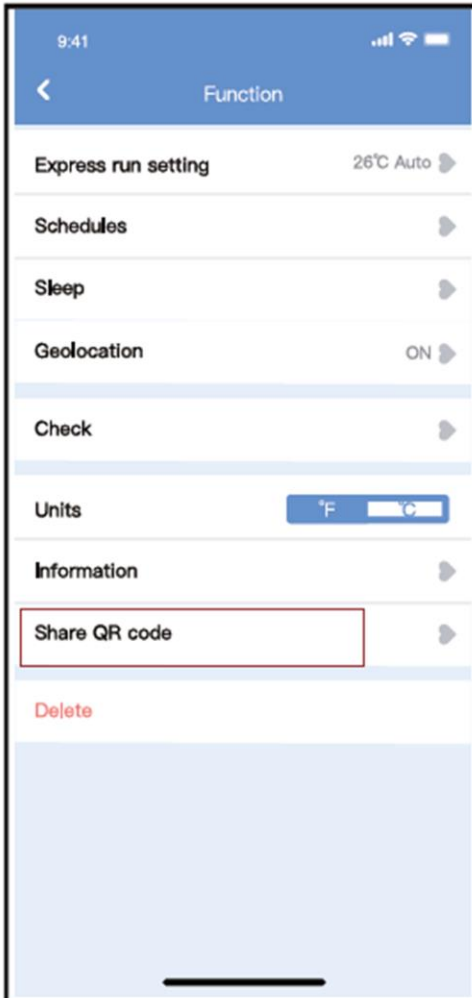 9:41
Function
Express run setting 26°C Auto
Schedules
Sleep
Geolocation ON
Check
Units °F °C
Information
Share QR code
Delete